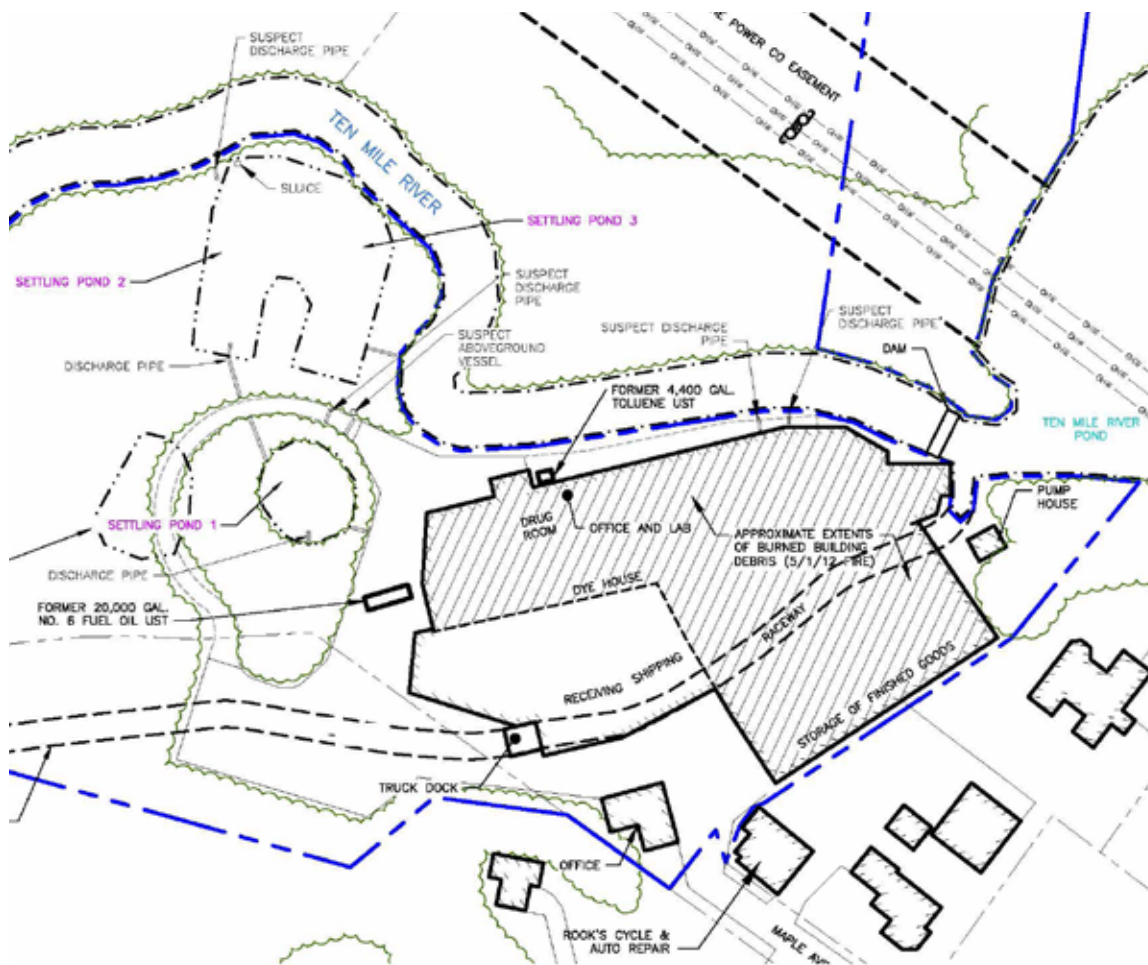 SUSPECT
DISCHARGE PIPE
POWER CO EASEMENT
OHW OHW OHW OHW
TEN MILE RIVER
SLUICE
SETTLING POND 3
SETTLING POND 2
SUSPECT
DISCHARGE
PIPE
SUSPECT DISCHARGE
PIPE
SUSPECT
DISCHARGE PIPE
DAM
SUSPECT
ABOVEGROUND
VESSEL
DISCHARGE PIPE
FORMER 4,400 GAL.
TOLUENE UST
TEN MILE RIVER
POND
SETTLING POND 1
DRUG
ROOM
OFFICE AND LAB
APPROXIMATE EXTENTS
OF BURNED BUILDING
DEBRIS (5/1/12 FIRE)
PUMP
HOUSE
DISCHARGE PIPE
FORMER 20,000 GAL.
NO. 6 FUEL OIL UST
DYE HOUSE
RACEWAY
RECEIVING SHIPPING
STORAGE OF FINISHED GOODS
TRUCK DOCK
OFFICE
ROOK'S CYCLE &
AUTO REPAIR
MAPLE